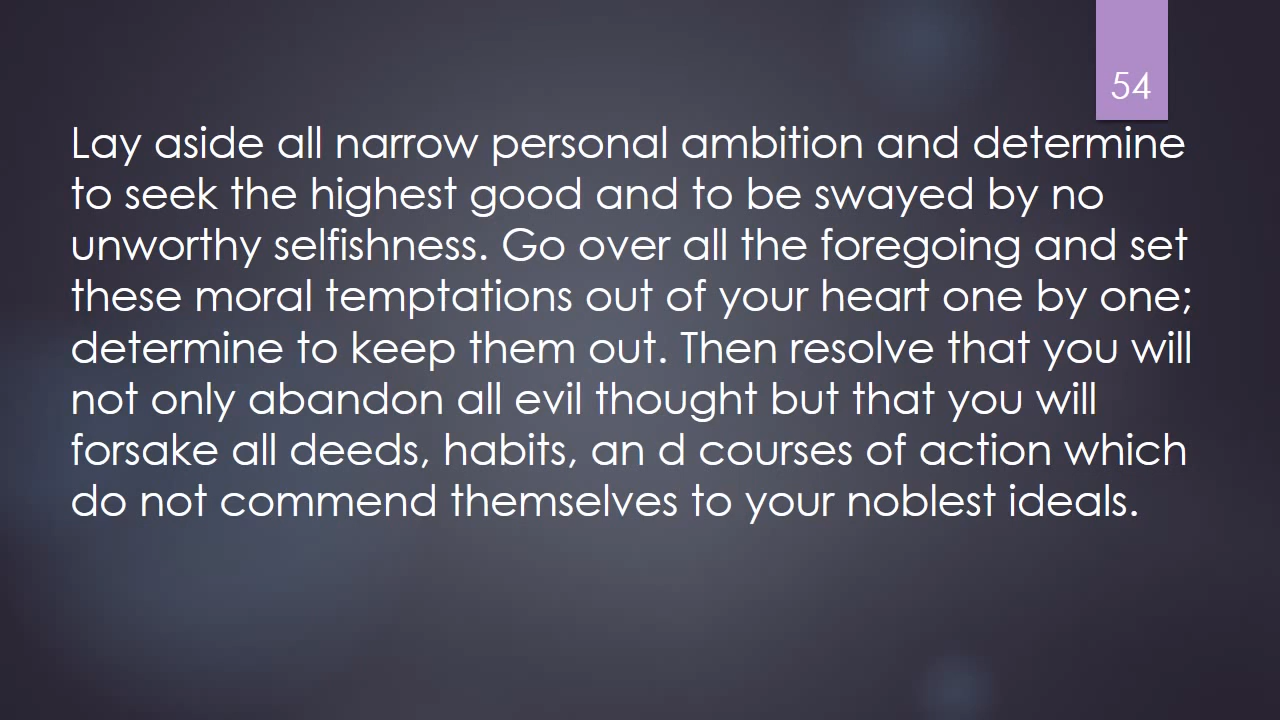 54
Lay aside all narrow personal ambition and determine
to seek the highest good and to be swayed by no
unworthy selfishness. Go over all the foregoing and set
these moral temptations out of your heart one by one;
determine to keep them out. Then resolve that you will
not only abandon all evil thought but that you will
forsake all deeds, habits, an d courses of action which
do not commend themselves to your noblest ideals.